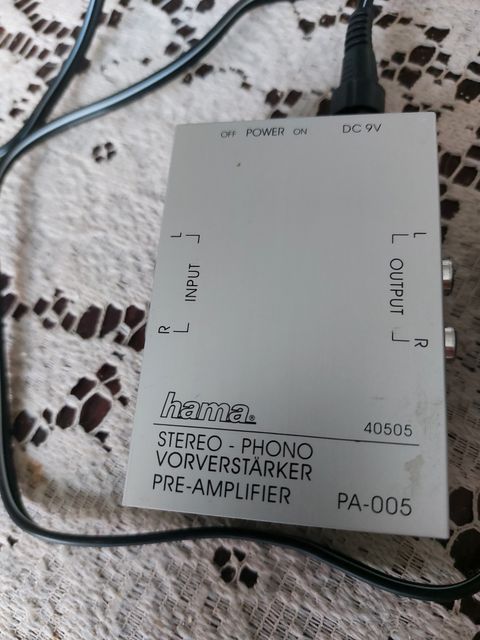 OFF POWER ON DC 9V
L INPUT R
L OUTPUT R
hama®
40505
STEREO - PHONO
VORVERSTÄRKER
PRE-AMPLIFIER PA-005